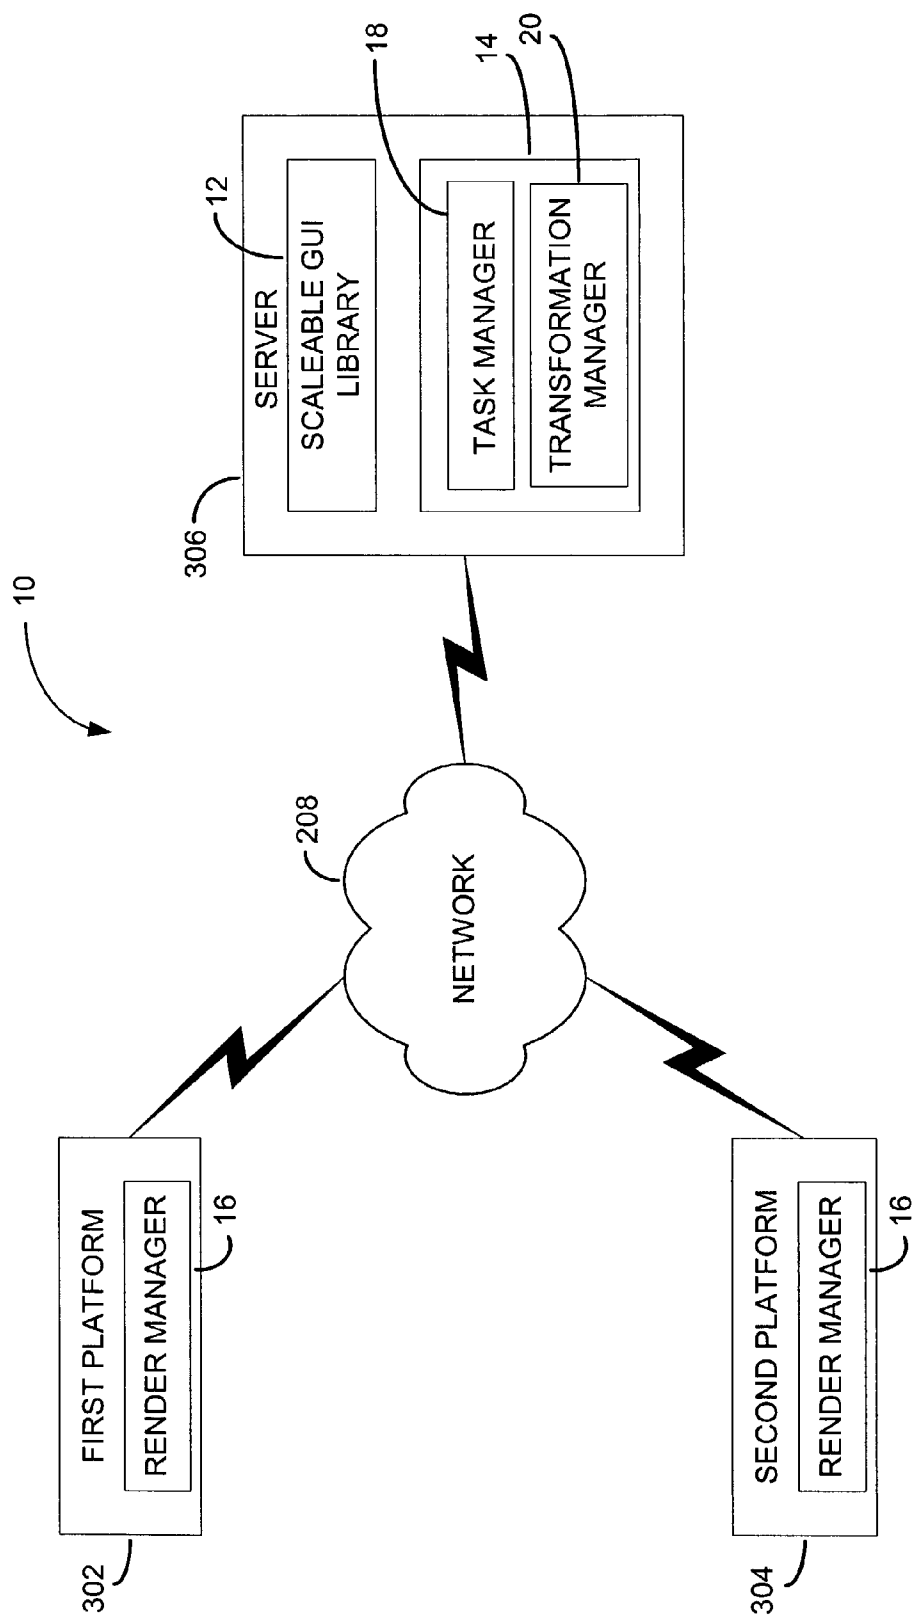 10
302
FIRST PLATFORM
RENDER MANAGER
16
208
NETWORK
306
SERVER
12
SCALEABLE GUI
LIBRARY
18
14
20
TASK MANAGER
TRANSFORMATION
MANAGER
304
SECOND PLATFORM
RENDER MANAGER
16